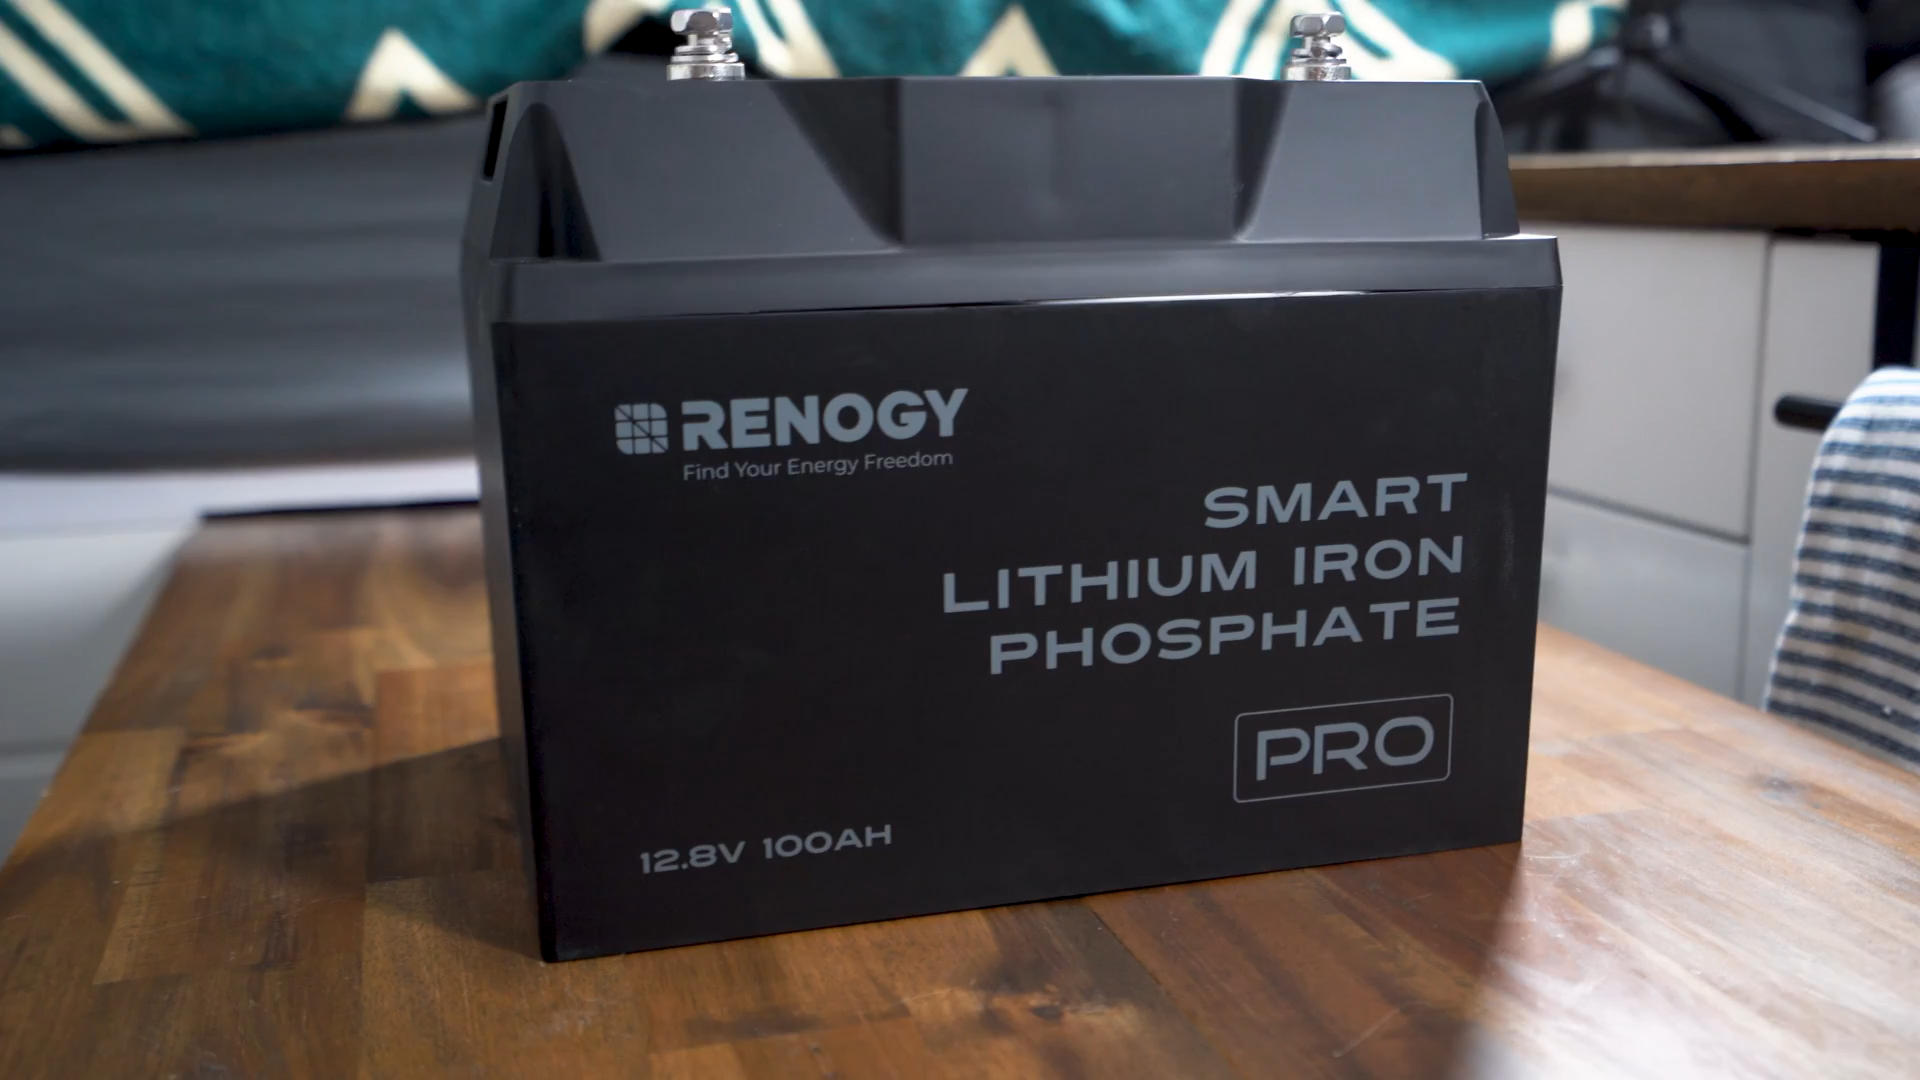 RENOGY
Find Your Energy Freedom
SMART
LITHIUM IRON
PHOSPHATE
PRO
12.8V 100AH